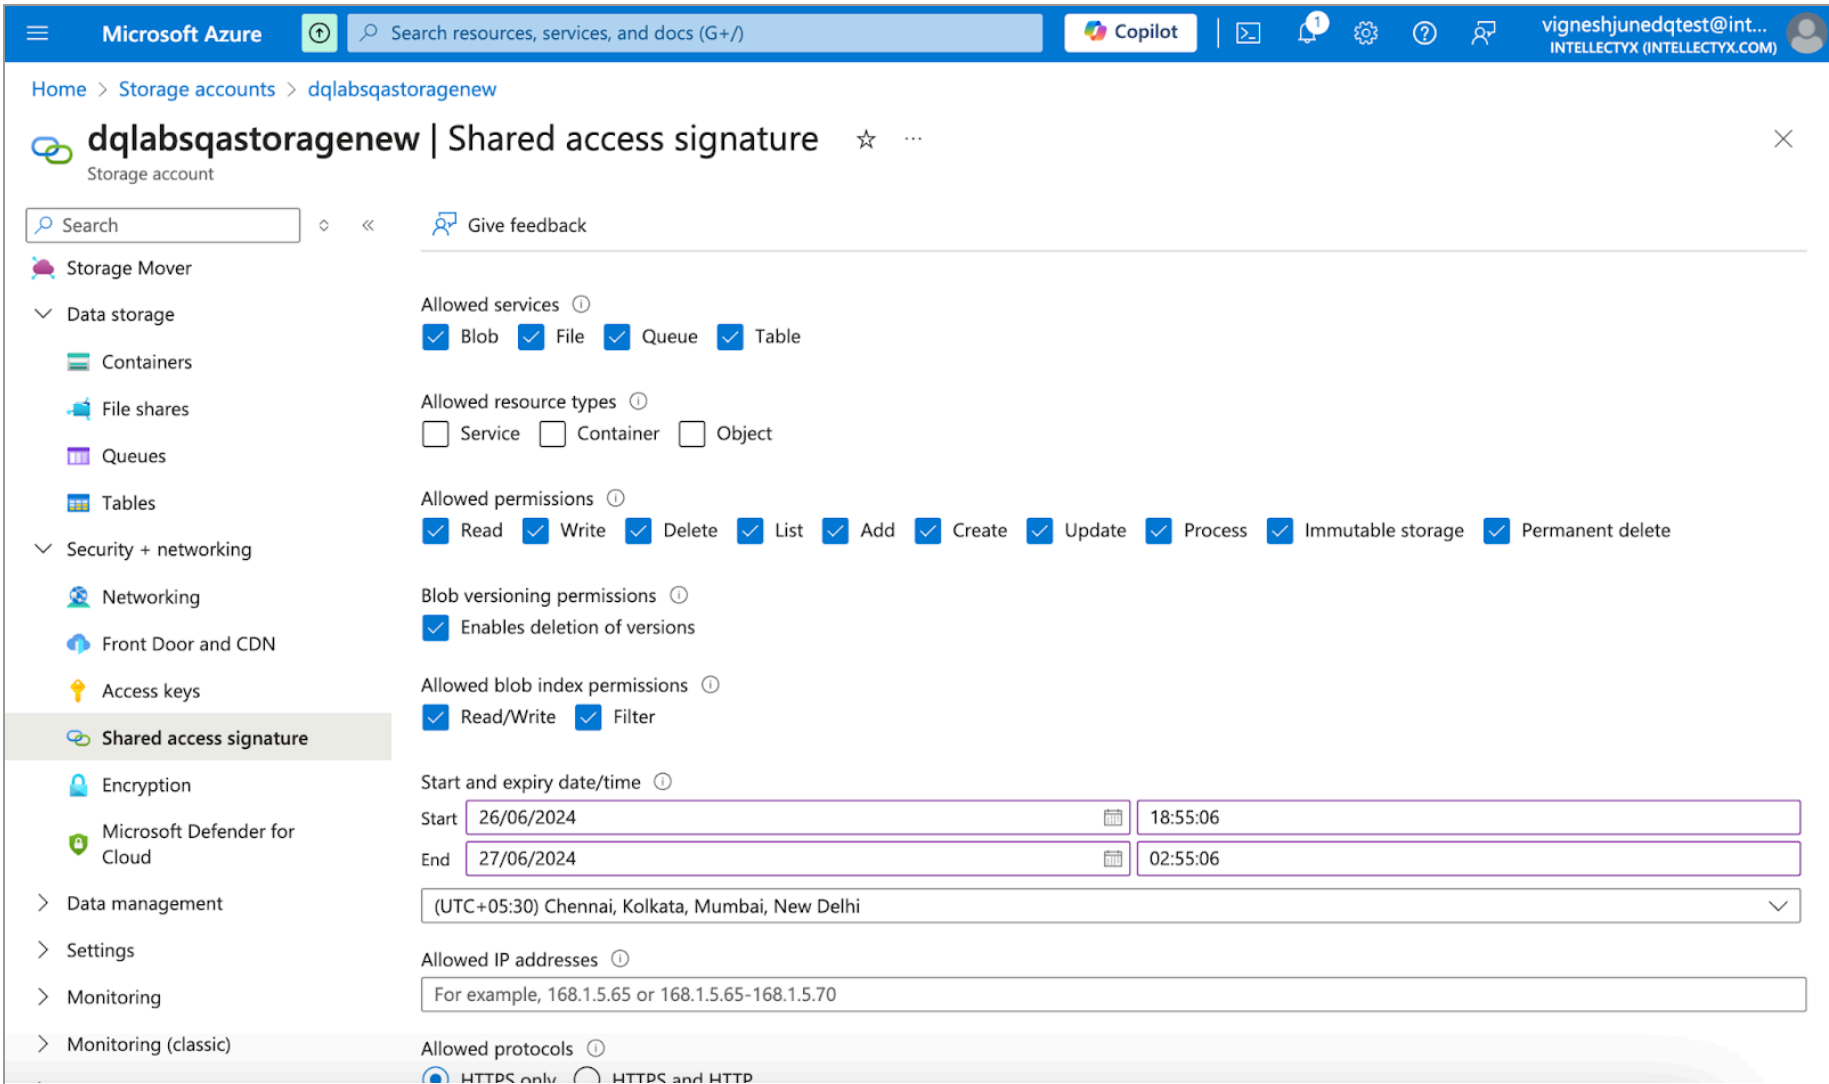 Microsoft Azure
Search resources, services, and docs (G+/)
Copilot
1
vigneshjunedqtest@int...
INTELLECTYX (INTELLECTYX.COM)
Home > Storage accounts > dqlabsqastoragenew
dqlabsqastoragenew | Shared access signature
Storage account
Search
Give feedback
Storage Mover
Data storage
Containers
File shares
Queues
Tables
Security + networking
Networking
Front Door and CDN
Access keys
Shared access signature
Encryption
Microsoft Defender for
Cloud
Data management
Settings
Monitoring
Monitoring (classic)
Allowed services
Blob File Queue Table
Allowed resource types
Service Container Object
Allowed permissions
Read Write Delete List Add Create Update Process Immutable storage Permanent delete
Blob versioning permissions
Enables deletion of versions
Allowed blob index permissions
Read/Write Filter
Start and expiry date/time
Start 26/06/2024 18:55:06
End 27/06/2024 02:55:06
(UTC+05:30) Chennai, Kolkata, Mumbai, New Delhi
Allowed IP addresses
For example, 168.1.5.65 or 168.1.5.65-168.1.5.70
Allowed protocols
HTTPS only HTTPS and HTTP